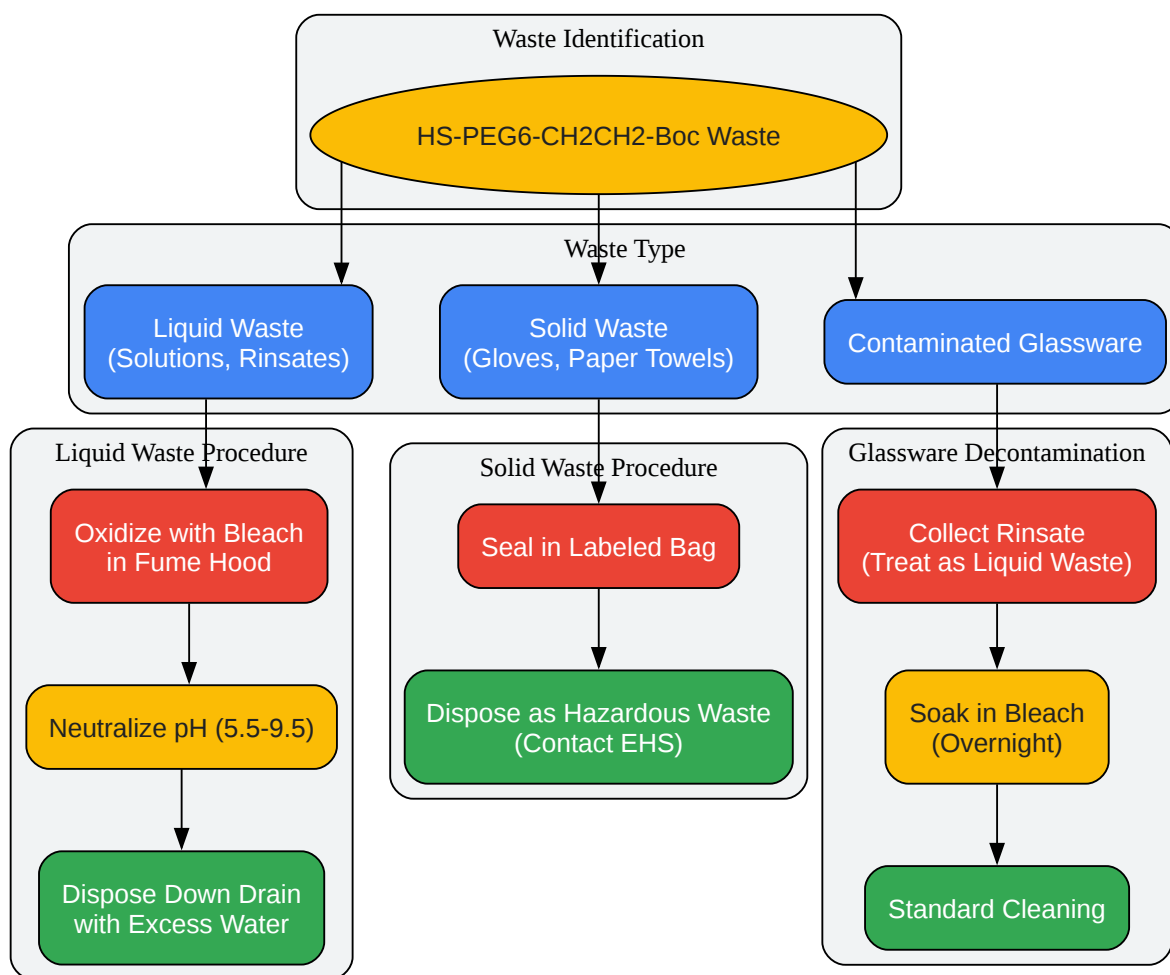 Waste Identification
HS-PEG6-CH2CH2-Boc Waste
Waste Type
Liquid Waste
(Solutions, Rinsates)
Solid Waste
(Gloves, Paper Towels)
Contaminated Glassware
Liquid Waste Procedure
Oxidize with Bleach
in Fume Hood
Neutralize pH (5.5-9.5)
Dispose Down Drain
with Excess Water
Solid Waste Procedure
Seal in Labeled Bag
Dispose as Hazardous Waste
(Contact EHS)
Glassware Decontamination
Collect Rinsate
(Treat as Liquid Waste)
Soak in Bleach
(Overnight)
Standard Cleaning